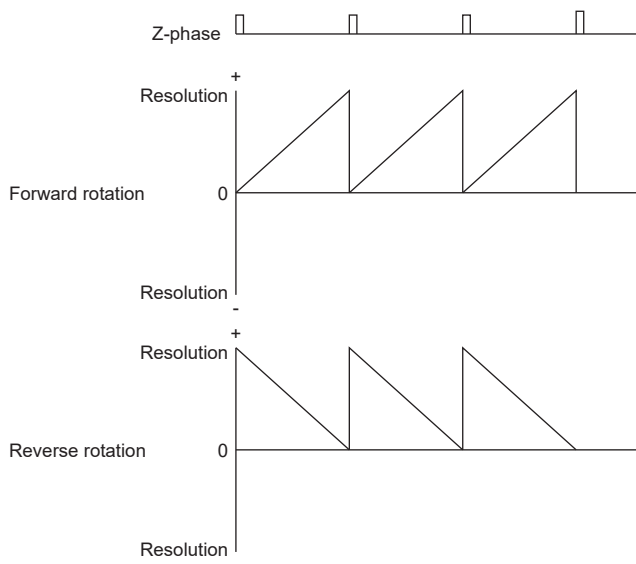 Z-phase
+
Resolution
Forward rotation 0
Resolution
-
+
Resolution
Reverse rotation 0
Resolution